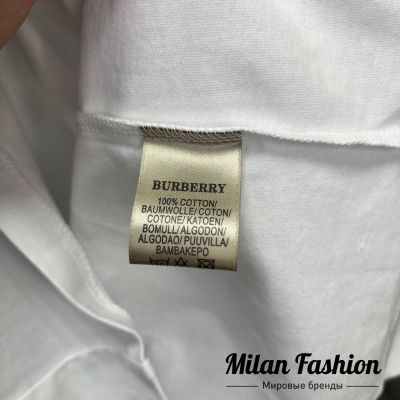 BURBERRY
100% COTTON/
BAUMWOLLE/ COTON/
COTONE/ KATOEN/
BOMULL/ ALGODON/
ALGODAO/ PUUVILLA/
BAMBAKEPO
Milan Fashion
Мировые бренды